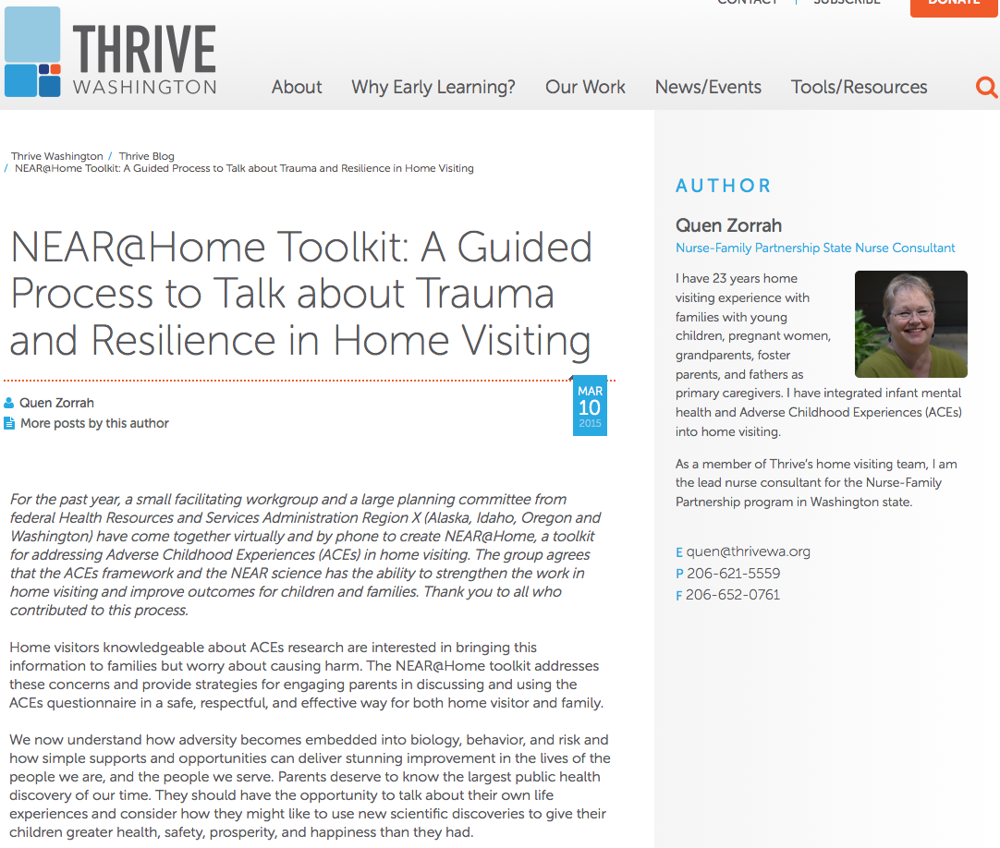 CONTACT | SUBSCRIBE DONATE
THRIVE
WASHINGTON
About Why Early Learning? Our Work News/Events Tools/Resources
Thrive Washington / Thrive Blog
/ NEAR@Home Toolkit: A Guided Process to Talk about Trauma and Resilience in Home Visiting
NEAR@Home Toolkit: A Guided
Process to Talk about Trauma
and Resilience in Home Visiting
Quen Zorrah
More posts by this author
MAR
10
2015
For the past year, a small facilitating workgroup and a large planning committee from
federal Health Resources and Services Administration Region X (Alaska, Idaho, Oregon and
Washington) have come together virtually and by phone to create NEAR@Home, a toolkit
for addressing Adverse Childhood Experiences (ACEs) in home visiting. The group agrees
that the ACEs framework and the NEAR science has the ability to strengthen the work in
home visiting and improve outcomes for children and families. Thank you to all who
contributed to this process.
Home visitors knowledgeable about ACEs research are interested in bringing this
information to families but worry about causing harm. The NEAR@Home toolkit addresses
these concerns and provide strategies for engaging parents in discussing and using the
ACEs questionnaire in a safe, respectful, and effective way for both home visitor and family.
We now understand how adversity becomes embedded into biology, behavior, and risk and
how simple supports and opportunities can deliver stunning improvement in the lives of the
people we are, and the people we serve. Parents deserve to know the largest public health
discovery of our time. They should have the opportunity to talk about their own life
experiences and consider how they might like to use new scientific discoveries to give their
children greater health, safety, prosperity, and happiness than they had.
AUTHOR
Quen Zorrah
Nurse-Family Partnership State Nurse Consultant
I have 23 years home
visiting experience with
families with young
children, pregnant women,
grandparents, foster
parents, and fathers as
primary caregivers. I have integrated infant mental
health and Adverse Childhood Experiences (ACEs)
into home visiting.
As a member of Thrive's home visiting team, I am
the lead nurse consultant for the Nurse-Family
Partnership program in Washington state.
E quen@thrivewa.org
P 206-621-5559
F 206-652-0761